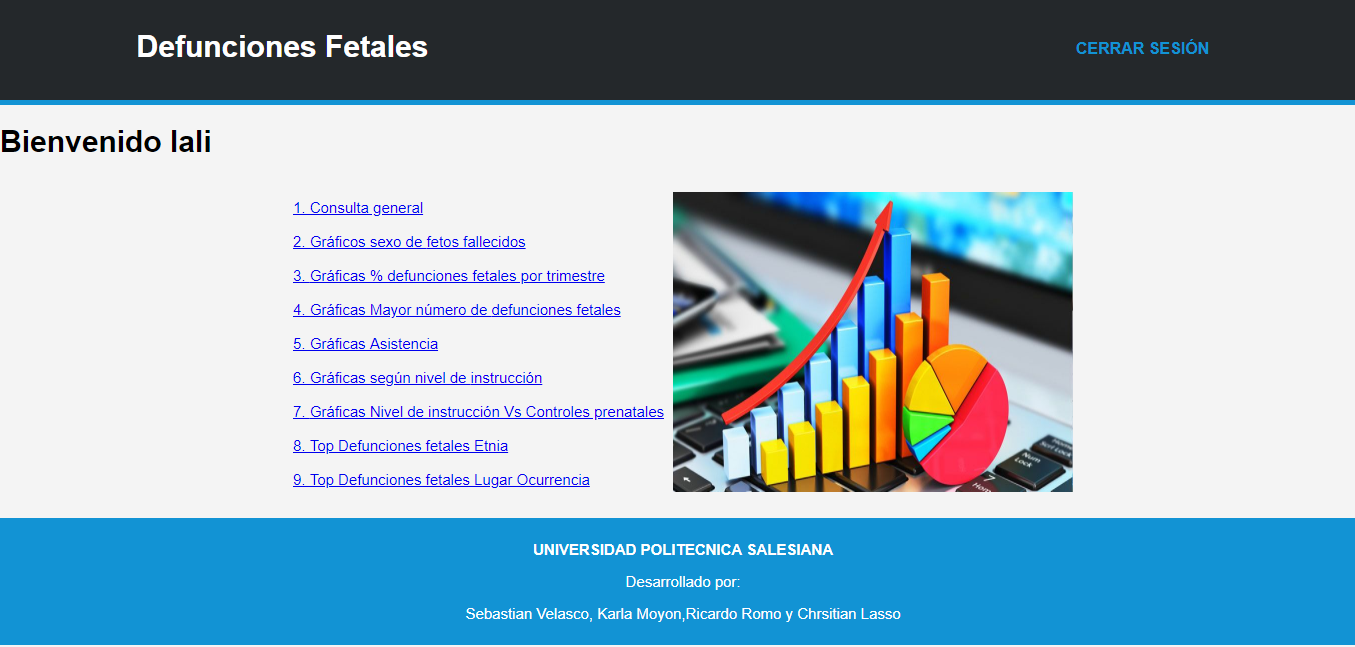 Defunciones Fetales
CERRAR SESIÓN
Bienvenido lali
1. Consulta general
2. Gráficos sexo de fetos fallecidos
3. Gráficas % defunciones fetales por trimestre
4. Gráficas Mayor número de defunciones fetales
5. Gráficas Asistencia
6. Gráficas según nivel de instrucción
7. Gráficas Nivel de instrucción Vs Controles prenatales
8. Top Defunciones fetales Etnia
9. Top Defunciones fetales Lugar Ocurrencia
Num
Lock
7
UNIVERSIDAD POLITECNICA SALESIANA
Desarrollado por:
Sebastian Velasco, Karla Moyon,Ricardo Romo y Chrsitian Lasso